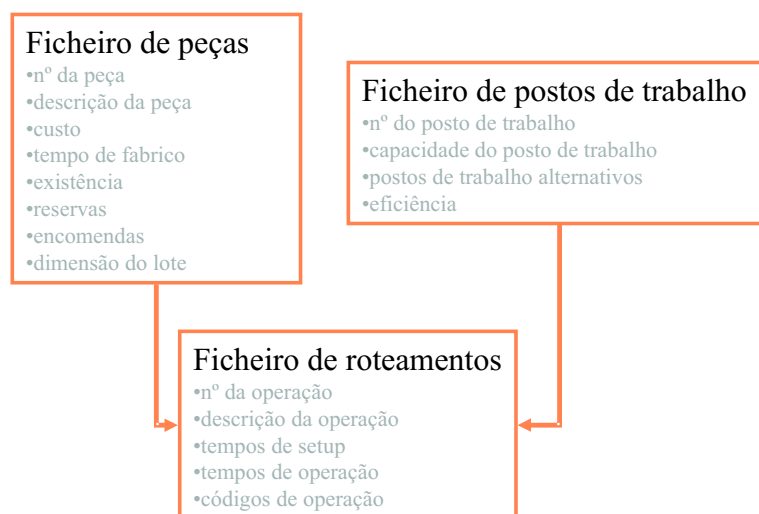 Ficheiro de peças
•nº da peça
•descrição da peça
•custo
•tempo de fabrico
•existência
•reservas
•encomendas
•dimensão do lote
Ficheiro de postos de trabalho
•nº do posto de trabalho
•capacidade do posto de trabalho
•postos de trabalho alternativos
•eficiência
Ficheiro de roteamentos
•nº da operação
•descrição da operação
•tempos de setup
•tempos de operação
•códigos de operação